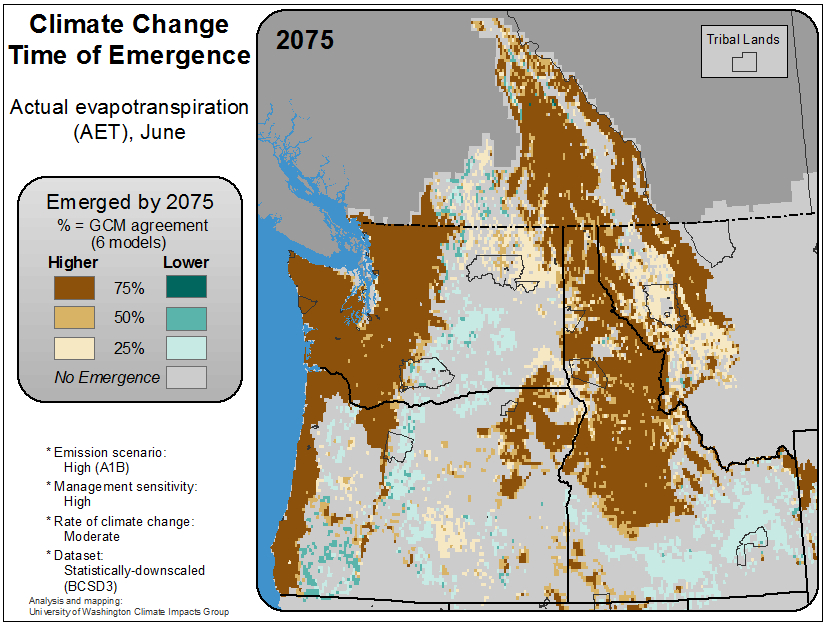 Climate Change
Time of Emergence
Actual evapotranspiration
(AET), June
Emerged by 2075
% = GCM agreement
(6 models)
Higher Lower
75%
50%
25%
No Emergence
* Emission scenario:
High (A1B)
* Management sensitivity:
High
* Rate of climate change:
Moderate
* Dataset:
Statistically-downscaled
(BCSD3)
Analysis and mapping:
University of Washington Climate Impacts Group
2075
Tribal Lands